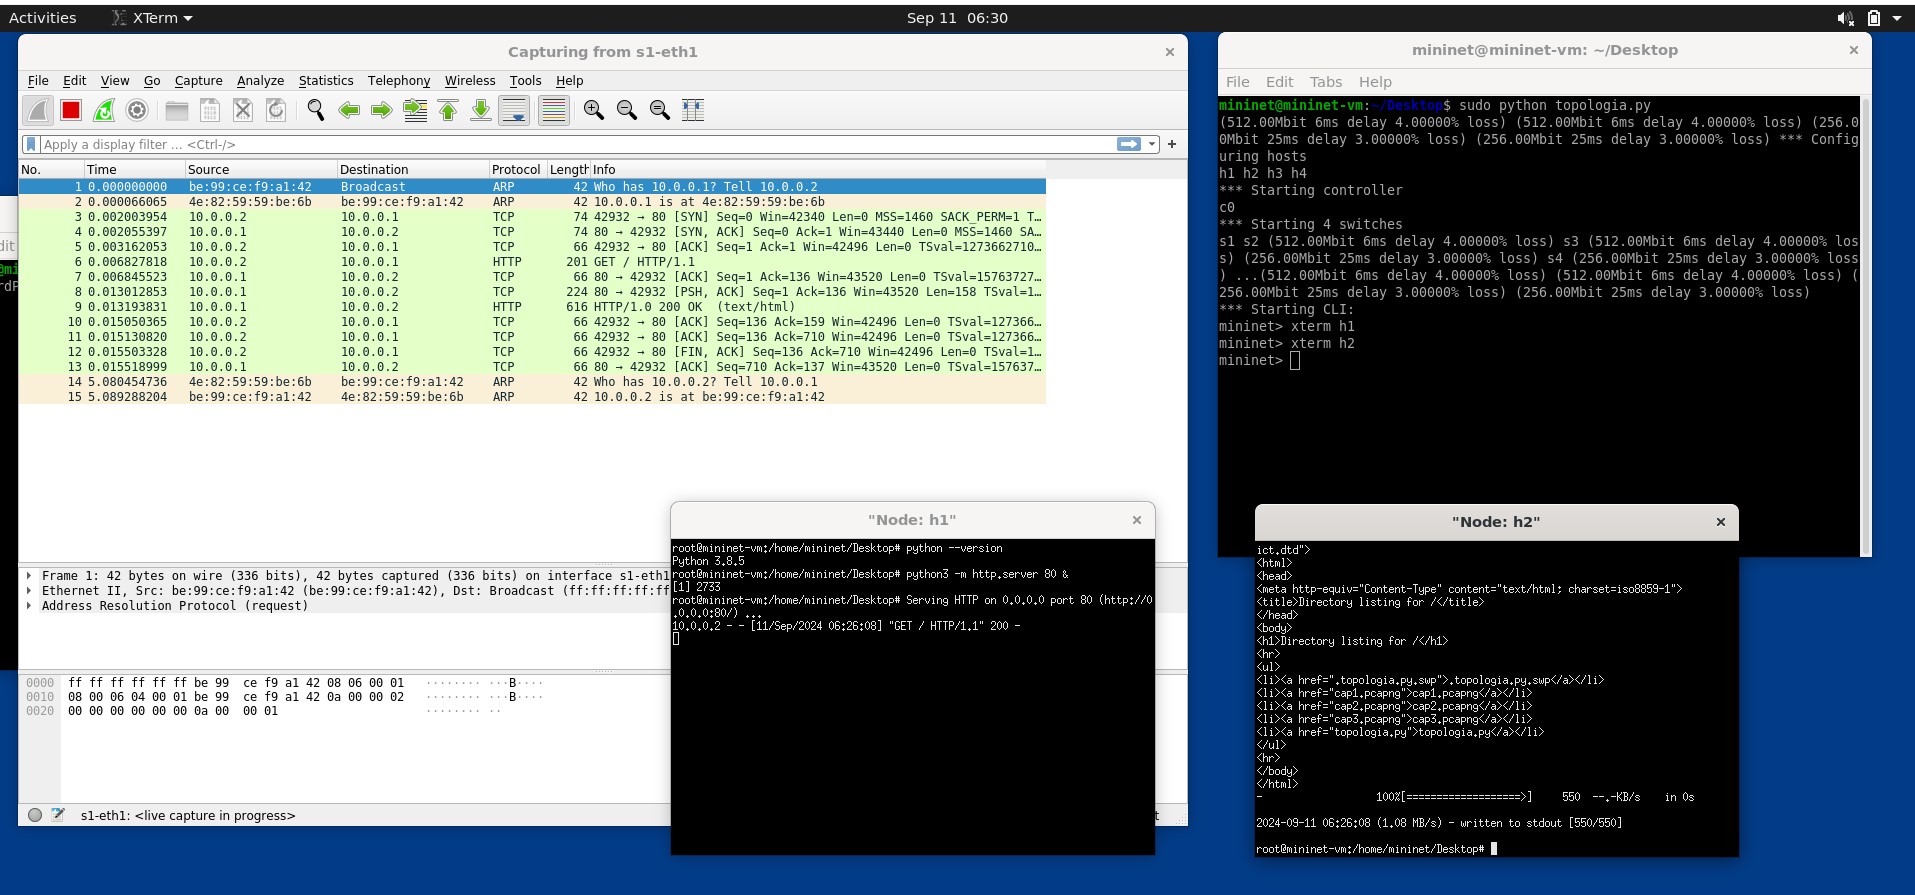 Activities XTerm Sep 11 06:30
Capturing from s1-eth1
File Edit View Go Capture Analyze Statistics Telephony Wireless Tools Help
Apply a display filter ... <Ctrl-/>
No. Time Source Destination Protocol Length Info
1 0.000000000 be:99:ce:f9:a1:42 Broadcast ARP 42 Who has 10.0.0.1? Tell 10.0.0.2
2 0.000066065 4e:82:59:59:be:6b be:99:ce:f9:a1:42 ARP 42 10.0.0.1 is at 4e:82:59:59:be:6b
3 0.002003954 10.0.0.2 10.0.0.1 TCP 74 42932 → 80 [SYN] Seq=0 Win=42340 Len=0 MSS=1460 SACK_PERM=1 T…
4 0.002055397 10.0.0.1 10.0.0.2 TCP 74 80 → 42932 [SYN, ACK] Seq=0 Ack=1 Win=43440 Len=0 MSS=1460 SA…
5 0.003162053 10.0.0.2 10.0.0.1 TCP 66 42932 → 80 [ACK] Seq=1 Ack=1 Win=42496 Len=0 TSval=1273662710…
6 0.006827818 10.0.0.2 10.0.0.1 HTTP 201 GET / HTTP/1.1
7 0.006845523 10.0.0.1 10.0.0.2 TCP 66 80 → 42932 [ACK] Seq=1 Ack=136 Win=43520 Len=0 TSval=15763727…
8 0.013012853 10.0.0.1 10.0.0.2 TCP 224 80 → 42932 [PSH, ACK] Seq=1 Ack=136 Win=43520 Len=158 TSval=1…
9 0.013193831 10.0.0.1 10.0.0.2 HTTP 616 HTTP/1.0 200 OK (text/html)
10 0.015050365 10.0.0.2 10.0.0.1 TCP 66 42932 → 80 [ACK] Seq=136 Ack=159 Win=42496 Len=0 TSval=127366…
11 0.015130820 10.0.0.2 10.0.0.1 TCP 66 42932 → 80 [ACK] Seq=136 Ack=710 Win=42496 Len=0 TSval=127366…
12 0.015503328 10.0.0.2 10.0.0.1 TCP 66 42932 → 80 [FIN, ACK] Seq=136 Ack=710 Win=42496 Len=0 TSval=1…
13 0.015518999 10.0.0.1 10.0.0.2 TCP 66 80 → 42932 [ACK] Seq=710 Ack=137 Win=43520 Len=0 TSval=157637…
14 5.080454736 4e:82:59:59:be:6b be:99:ce:f9:a1:42 ARP 42 Who has 10.0.0.2? Tell 10.0.0.1
15 5.089288204 be:99:ce:f9:a1:42 4e:82:59:59:be:6b ARP 42 10.0.0.2 is at be:99:ce:f9:a1:42
Frame 1: 42 bytes on wire (336 bits), 42 bytes captured (336 bits) on interface s1-eth1
Ethernet II, Src: be:99:ce:f9:a1:42 (be:99:ce:f9:a1:42), Dst: Broadcast (ff:ff:ff:ff:ff
Address Resolution Protocol (request)
0000 ff ff ff ff ff ff be 99 ce f9 a1 42 08 06 00 01 ········ ···B····
0010 08 00 06 04 00 01 be 99 ce f9 a1 42 0a 00 00 02 ········ ···B····
0020 00 00 00 00 00 00 0a 00 00 01 ········ ··
s1-eth1: <live capture in progress>
mininet@mininet-vm: ~/Desktop
File Edit Tabs Help
mininet@mininet-vm:~/Desktop$ sudo python topologia.py
(512.00Mbit 6ms delay 4.00000% loss) (512.00Mbit 6ms delay 4.00000% loss) (256.0
0Mbit 25ms delay 3.00000% loss) (256.00Mbit 25ms delay 3.00000% loss) *** Config
uring hosts
h1 h2 h3 h4
*** Starting controller
c0
*** Starting 4 switches
s1 s2 (512.00Mbit 6ms delay 4.00000% loss) s3 (512.00Mbit 6ms delay 4.00000% los
s) (256.00Mbit 25ms delay 3.00000% loss) s4 (256.00Mbit 25ms delay 3.00000% loss
) ...(512.00Mbit 6ms delay 4.00000% loss) (512.00Mbit 6ms delay 4.00000% loss) (
256.00Mbit 25ms delay 3.00000% loss) (256.00Mbit 25ms delay 3.00000% loss)
*** Starting CLI:
mininet> xterm h1
mininet> xterm h2
mininet>
"Node: h1"
root@mininet-vm:/home/mininet/Desktop# python --version
Python 3.8.5
root@mininet-vm:/home/mininet/Desktop# python3 -m http.server 80 &
[1] 2733
root@mininet-vm:/home/mininet/Desktop# Serving HTTP on 0.0.0.0 port 80 (http://0
.0.0.0:80/) ...
10.0.0.2 - - [11/Sep/2024 06:26:08] "GET / HTTP/1.1" 200 -
"Node: h2"
ict.dtd">
<html>
<head>
<meta http-equiv="Content-Type" content="text/html; charset=iso8859-1">
<title>Directory listing for /</title>
</head>
<body>
<h1>Directory listing for /</h1>
<hr>
<ul>
<li><a href=".topologia.py.swp">.topologia.py.swp</a></li>
<li><a href="cap1.pcapng">cap1.pcapng</a></li>
<li><a href="cap2.pcapng">cap2.pcapng</a></li>
<li><a href="cap3.pcapng">cap3.pcapng</a></li>
<li><a href="topologia.py">topologia.py</a></li>
</ul>
<hr>
</body>
</html>
- 100%[===================>] 550 --.-KB/s in 0s
2024-09-11 06:26:08 (1.08 MB/s) - written to stdout [550/550]
root@mininet-vm:/home/mininet/Desktop#